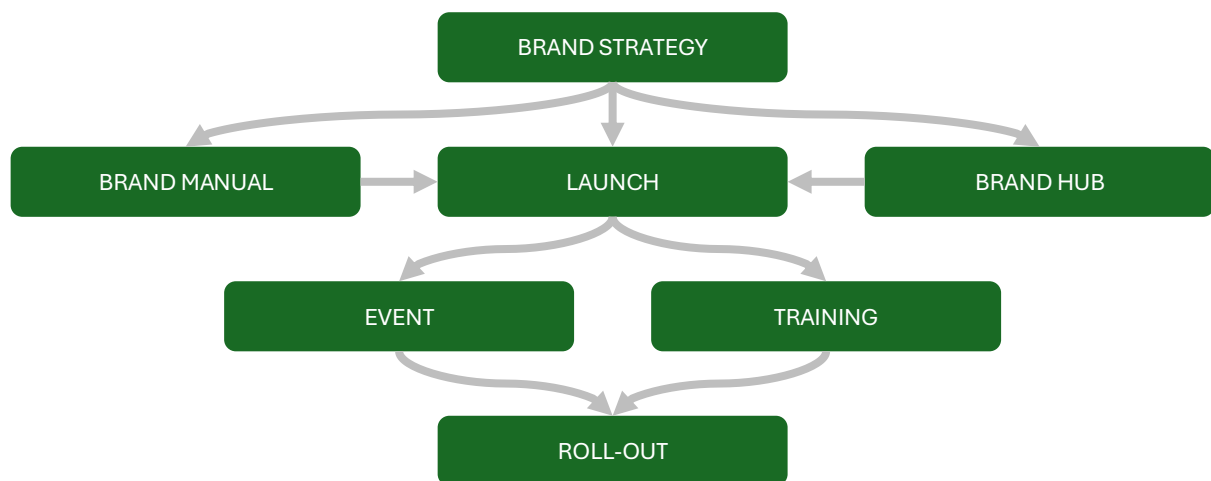 BRAND STRATEGY
BRAND MANUAL
LAUNCH
BRAND HUB
EVENT
TRAINING
ROLL-OUT